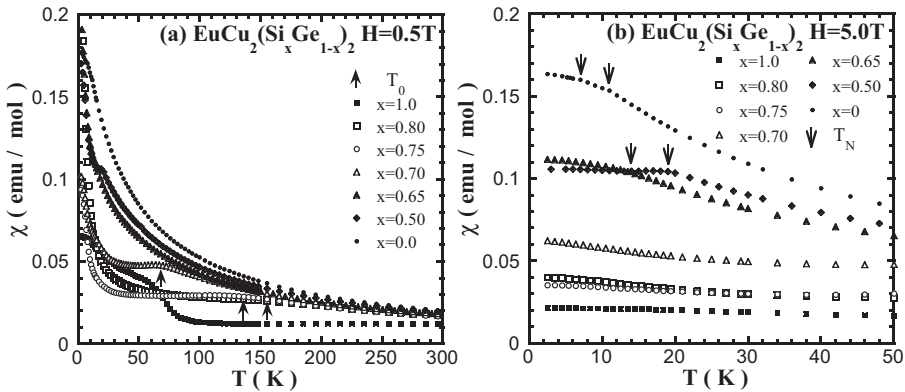 (a) EuCu₂(SiₓGe₁₋ₓ)₂ H=0.5T
T₀
x=1.0
x=0.80
x=0.75
x=0.70
x=0.65
x=0.50
x=0.0
χ ( emu / mol )
0.2
0.15
0.1
0.05
0
0 50 100 150 200 250 300
T ( K )
(b) EuCu₂(SiₓGe₁₋ₓ)₂ H=5.0T
x=1.0
x=0.80
x=0.75
x=0.70
x=0.65
x=0.50
x=0
T_N
χ ( emu / mol )
0.2
0.15
0.1
0.05
0
0 10 20 30 40 50
T ( K )